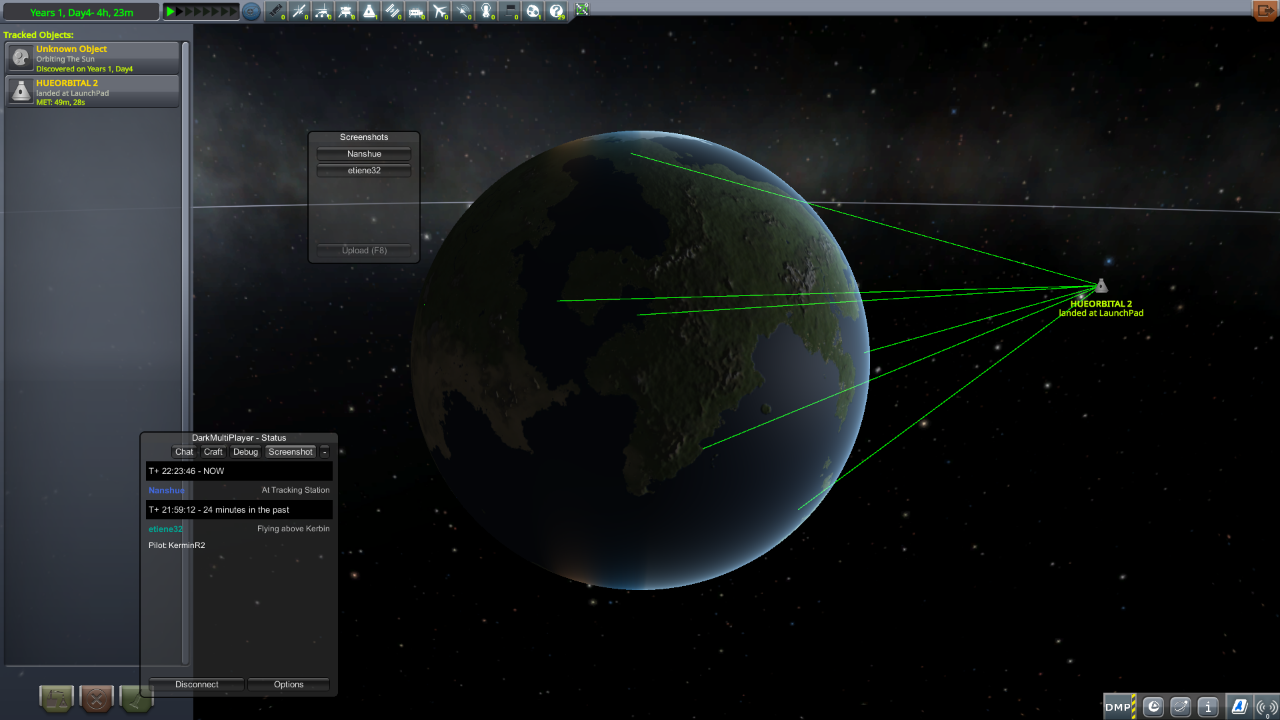 Years 1, Day4- 4h, 23m
Tracked Objects:
Unknown Object
Orbiting The Sun
Discovered on Years 1, Day4
HUEORBITAL 2
landed at LaunchPad
MET: 49m, 28s
Screenshots
Nanshue
etiene32
Upload (F8)
HUEORBITAL 2
landed at LaunchPad
DarkMultiPlayer - Status
Chat Craft Debug Screenshot -
T+ 22:23:46 - NOW
Nanshue At Tracking Station
T+ 21:59:12 - 24 minutes in the past
etiene32 Flying above Kerbin
Pilot: KerminR2
Disconnect Options
DMP